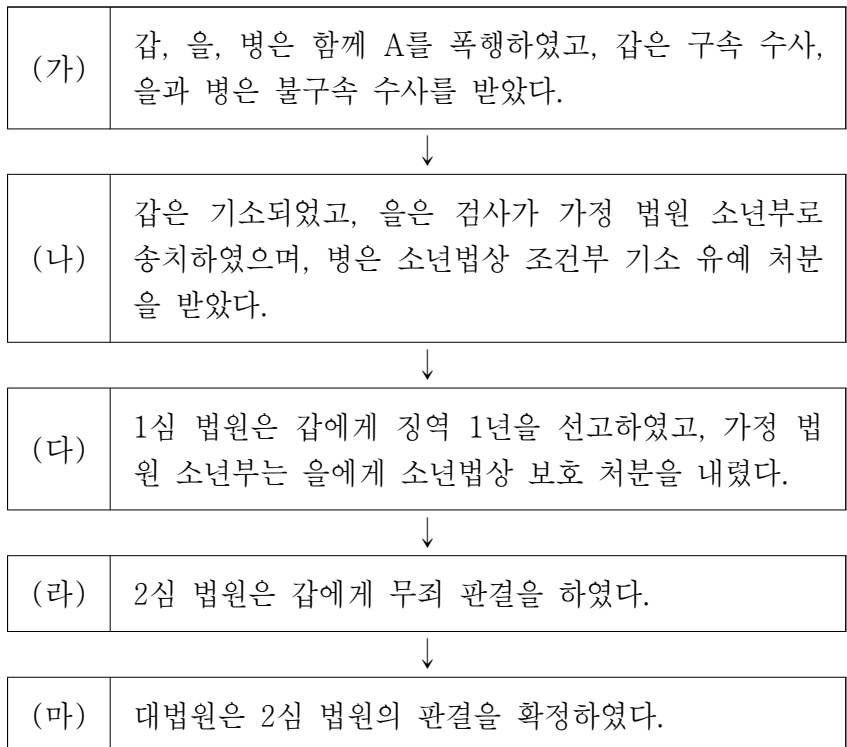 (가) 갑, 을, 병은 함께 A를 폭행하였고, 갑은 구속 수사,
을과 병은 불구속 수사를 받았다.
↓
(나) 갑은 기소되었고, 을은 검사가 가정 법원 소년부로
송치하였으며, 병은 소년법상 조건부 기소 유예 처분
을 받았다.
↓
(다) 1심 법원은 갑에게 징역 1년을 선고하였고, 가정 법
원 소년부는 을에게 소년법상 보호 처분을 내렸다.
↓
(라) 2심 법원은 갑에게 무죄 판결을 하였다.
↓
(마) 대법원은 2심 법원의 판결을 확정하였다.